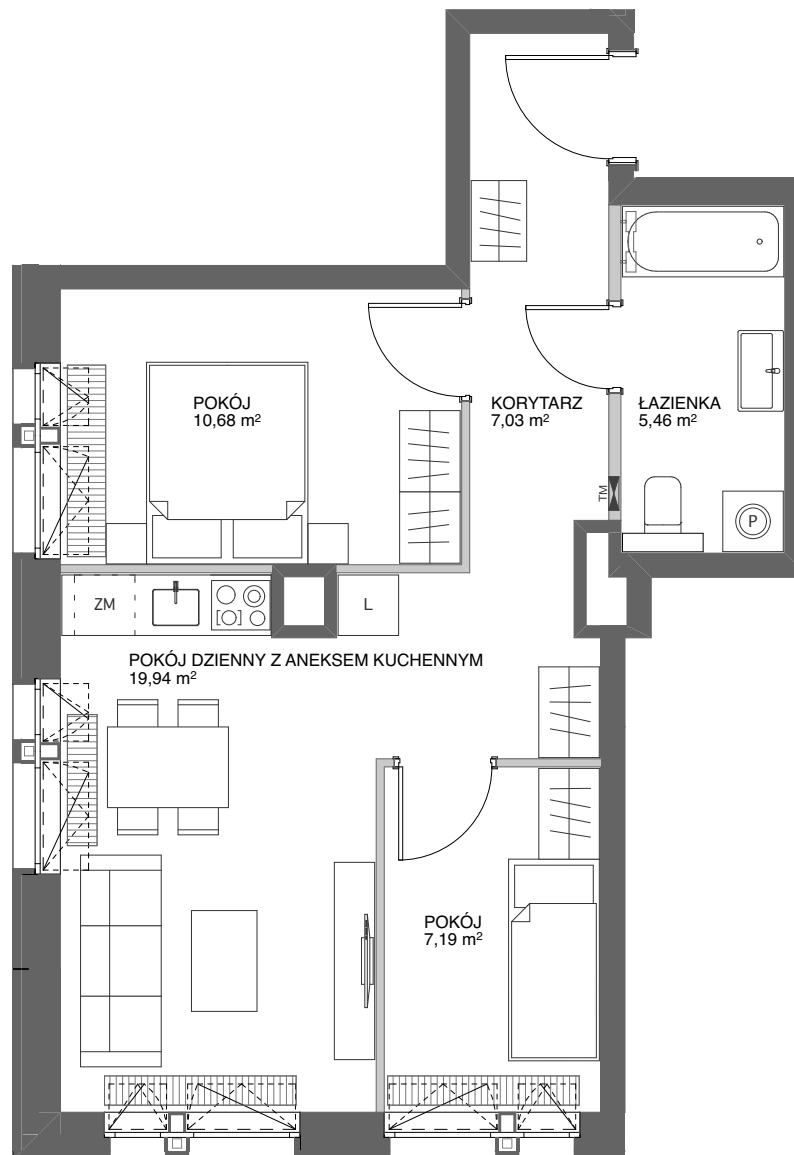 POKÓJ
10,68 m²
KORYTARZ
7,03 m²
ŁAZIENKA
5,46 m²
TM
P
ZM
L
POKÓJ DZIENNY Z ANEKSEM KUCHENNYM
19,94 m²
POKÓJ
7,19 m²